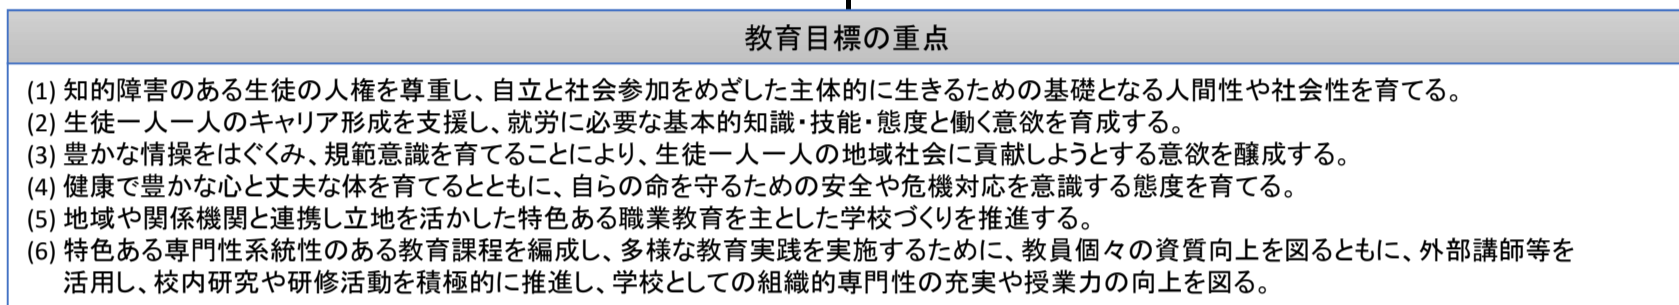 教育目標の重点
(1) 知的障害のある生徒の人権を尊重し、自立と社会参加をめざした主体的に生きるための基礎となる人間性や社会性を育てる。
(2) 生徒一人一人のキャリア形成を支援し、就労に必要な基本的知識・技能・態度と働く意欲を育成する。
(3) 豊かな情操をはぐくみ、規範意識を育てることにより、生徒一人一人の地域社会に貢献しようとする意欲を醸成する。
(4) 健康で豊かな心と丈夫な体を育てるとともに、自らの命を守るための安全や危機対応を意識する態度を育てる。
(5) 地域や関係機関と連携し立地を活かした特色ある職業教育を主とした学校づくりを推進する。
(6) 特色ある専門性系統性のある教育課程を編成し、多様な教育実践を実施するために、教員個々の資質向上を図るともに、外部講師等を
活用し、校内研究や研修活動を積極的に推進し、学校としての組織的専門性の充実や授業力の向上を図る。